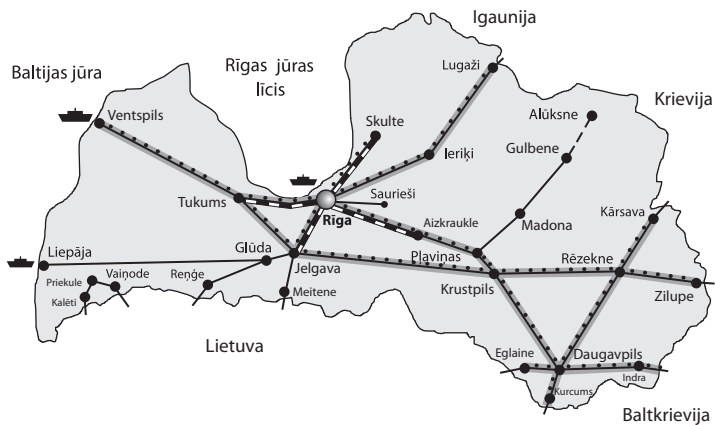 Igaunija
Baltijas jūra
Rīgas jūras
līcis
Lugaži
Krievija
Ventspils
Skulte
Alūksne
Ieriķi
Gulbene
Saurieši
Tukums
Rīga
Aizkraukle
Madona
Kārsava
Liepāja
Glūda
Jelgava
Pļaviņas
Rēzekne
Priekule
Vaiņode
Reņģe
Krustpils
Zilupe
Kalēti
Meitene
Lietuva
Eglaine
Daugavpils
Indra
Kurcums
Baltkrievija